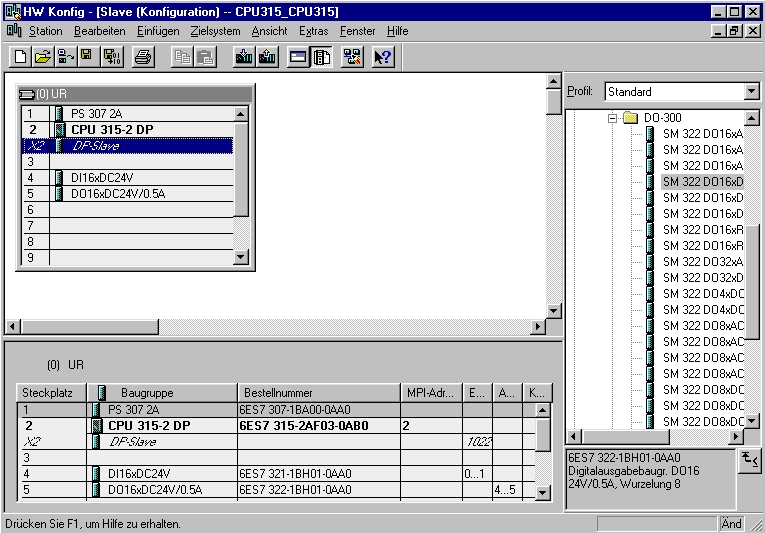 HW Konfig - [Slave (Konfiguration) -- CPU315_CPU315]
Station Bearbeiten Einfügen Zielsystem Ansicht Extras Fenster Hilfe
(0) UR
1 PS 307 2A
2 CPU 315-2 DP
X2 DP-Slave
3
4 DI16xDC24V
5 DO16xDC24V/0.5A
6
7
8
9
Profil: Standard
DO-300
SM 322 DO16xA
SM 322 DO16xA
SM 322 DO16xA
SM 322 DO16xD
SM 322 DO16xD
SM 322 DO16xD
SM 322 DO16xR
SM 322 DO16xR
SM 322 DO32xA
SM 322 DO32xD
SM 322 DO4xDC
SM 322 DO4xDC
SM 322 DO8xAC
SM 322 DO8xAC
SM 322 DO8xAC
SM 322 DO8xAC
SM 322 DO8xDC
SM 322 DO8xDC
SM 322 DO8xDC
(0) UR
Steckplatz Baugruppe Bestellnummer MPI-Adr... E... A... K...
1 PS 307 2A 6ES7 307-1BA00-0AA0
2 CPU 315-2 DP 6ES7 315-2AF03-0AB0 2
X2 DP-Slave 1022
3
4 DI16xDC24V 6ES7 321-1BH01-0AA0 0...1
5 DO16xDC24V/0.5A 6ES7 322-1BH01-0AA0 4...5
6ES7 322-1BH01-0AA0
Digitalausgabebaugr. DO16
24V/0.5A, Wurzelung 8
Drücken Sie F1, um Hilfe zu erhalten.
Änd